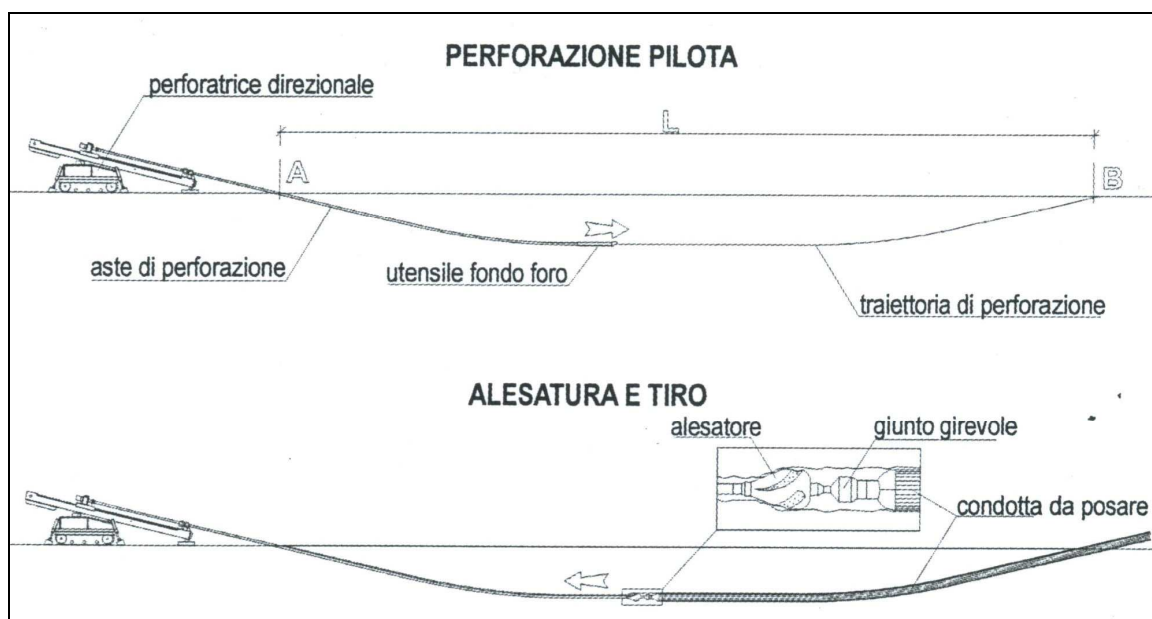 PERFORAZIONE PILOTA
perforatrice direzionale
L
A
B
aste di perforazione
utensile fondo foro
traiettoria di perforazione
ALESATURA E TIRO
alesatore
giunto girevole
condotta da posare